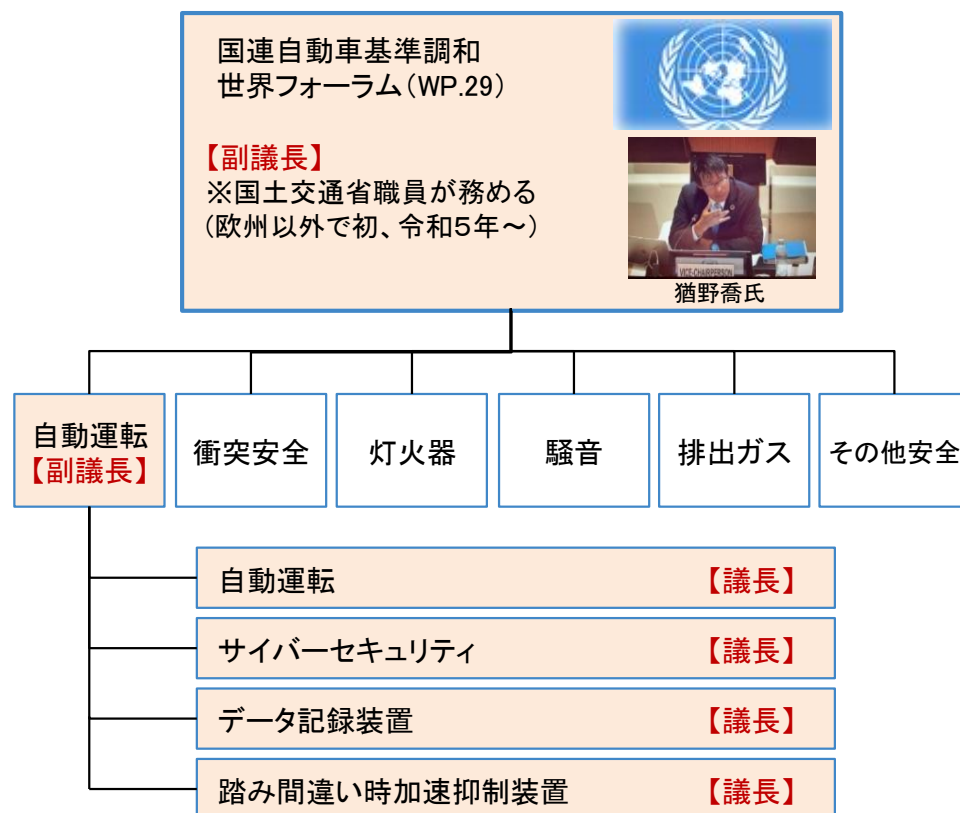 国連自動車基準調和
世界フォーラム(WP.29)
【副議長】
※国土交通省職員が務める
(欧州以外で初、令和5年～)
VICE-CHAIRPERSON
猶野喬氏
自動運転
【副議長】
衝突安全
灯火器
騒音
排出ガス
その他安全
自動運転 【議長】
サイバーセキュリティ 【議長】
データ記録装置 【議長】
踏み間違い時加速抑制装置 【議長】